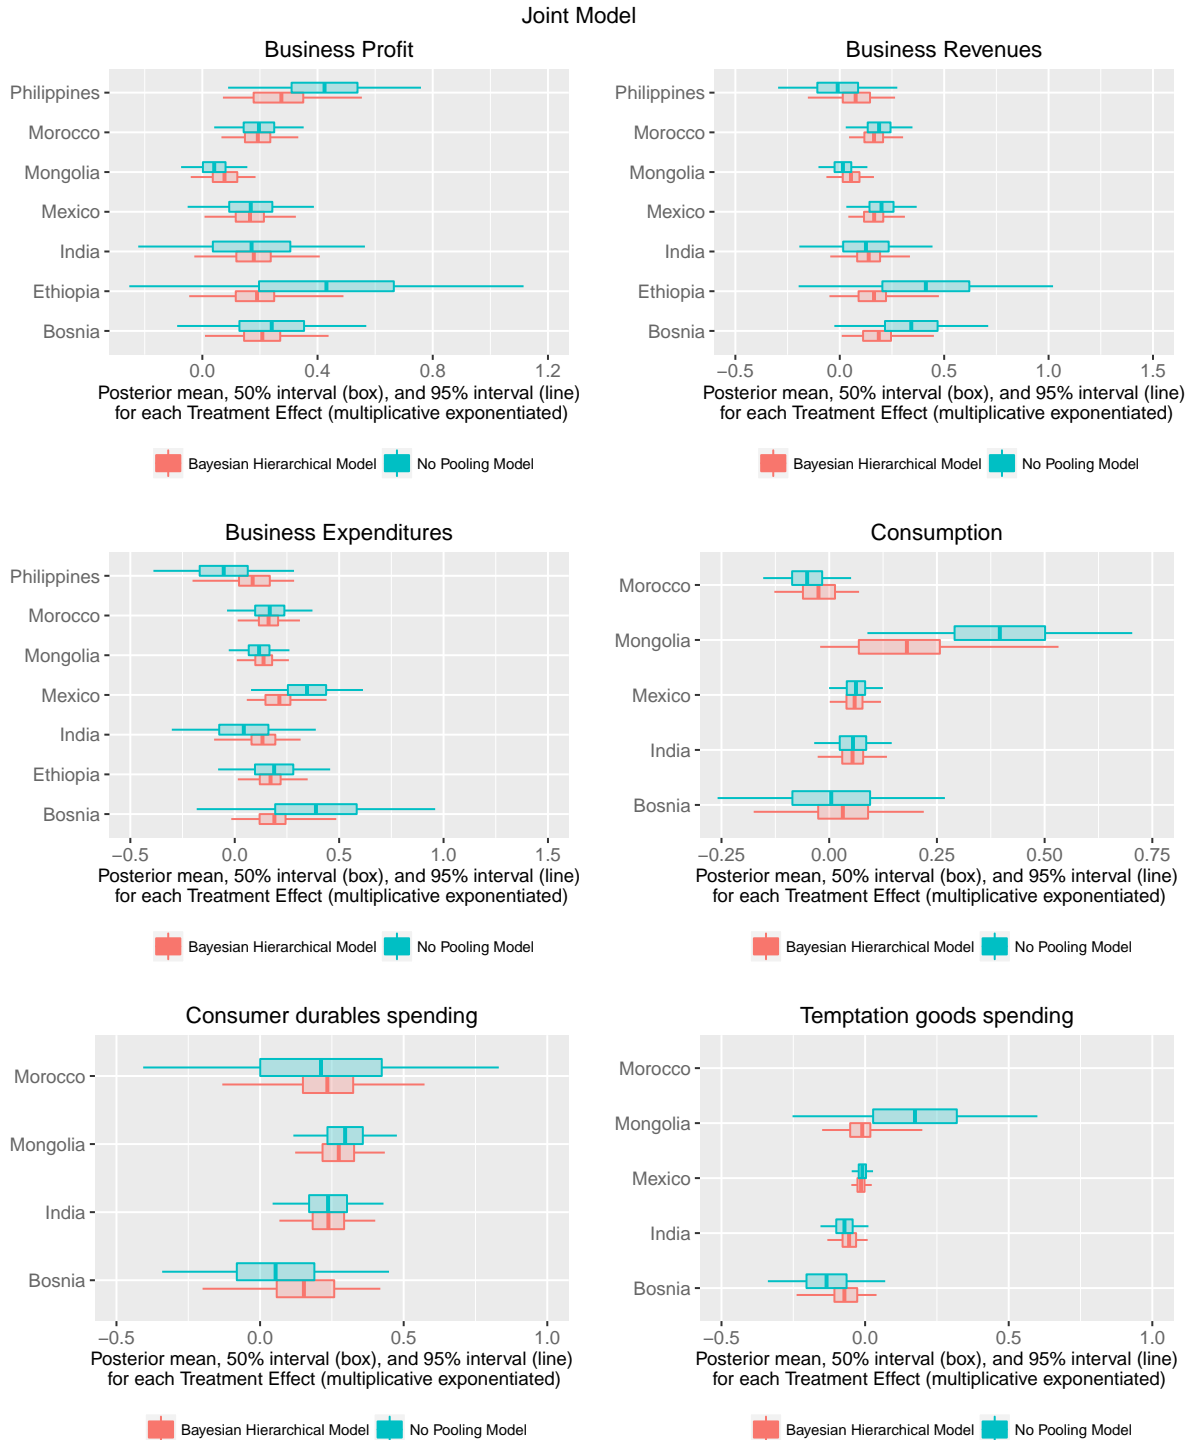 Joint Model
Business Profit
Philippines
Morocco
Mongolia
Mexico
India
Ethiopia
Bosnia
0.0 0.4 0.8 1.2
Posterior mean, 50% interval (box), and 95% interval (line)
for each Treatment Effect (multiplicative exponentiated)
Bayesian Hierarchical Model No Pooling Model
Business Revenues
Philippines
Morocco
Mongolia
Mexico
India
Ethiopia
Bosnia
−0.5 0.0 0.5 1.0 1.5
Posterior mean, 50% interval (box), and 95% interval (line)
for each Treatment Effect (multiplicative exponentiated)
Bayesian Hierarchical Model No Pooling Model
Business Expenditures
Philippines
Morocco
Mongolia
Mexico
India
Ethiopia
Bosnia
−0.5 0.0 0.5 1.0 1.5
Posterior mean, 50% interval (box), and 95% interval (line)
for each Treatment Effect (multiplicative exponentiated)
Bayesian Hierarchical Model No Pooling Model
Consumption
Morocco
Mongolia
Mexico
India
Bosnia
−0.25 0.00 0.25 0.50 0.75
Posterior mean, 50% interval (box), and 95% interval (line)
for each Treatment Effect (multiplicative exponentiated)
Bayesian Hierarchical Model No Pooling Model
Consumer durables spending
Morocco
Mongolia
India
Bosnia
−0.5 0.0 0.5 1.0
Posterior mean, 50% interval (box), and 95% interval (line)
for each Treatment Effect (multiplicative exponentiated)
Bayesian Hierarchical Model No Pooling Model
Temptation goods spending
Morocco
Mongolia
Mexico
India
Bosnia
−0.5 0.0 0.5 1.0
Posterior mean, 50% interval (box), and 95% interval (line)
for each Treatment Effect (multiplicative exponentiated)
Bayesian Hierarchical Model No Pooling Model